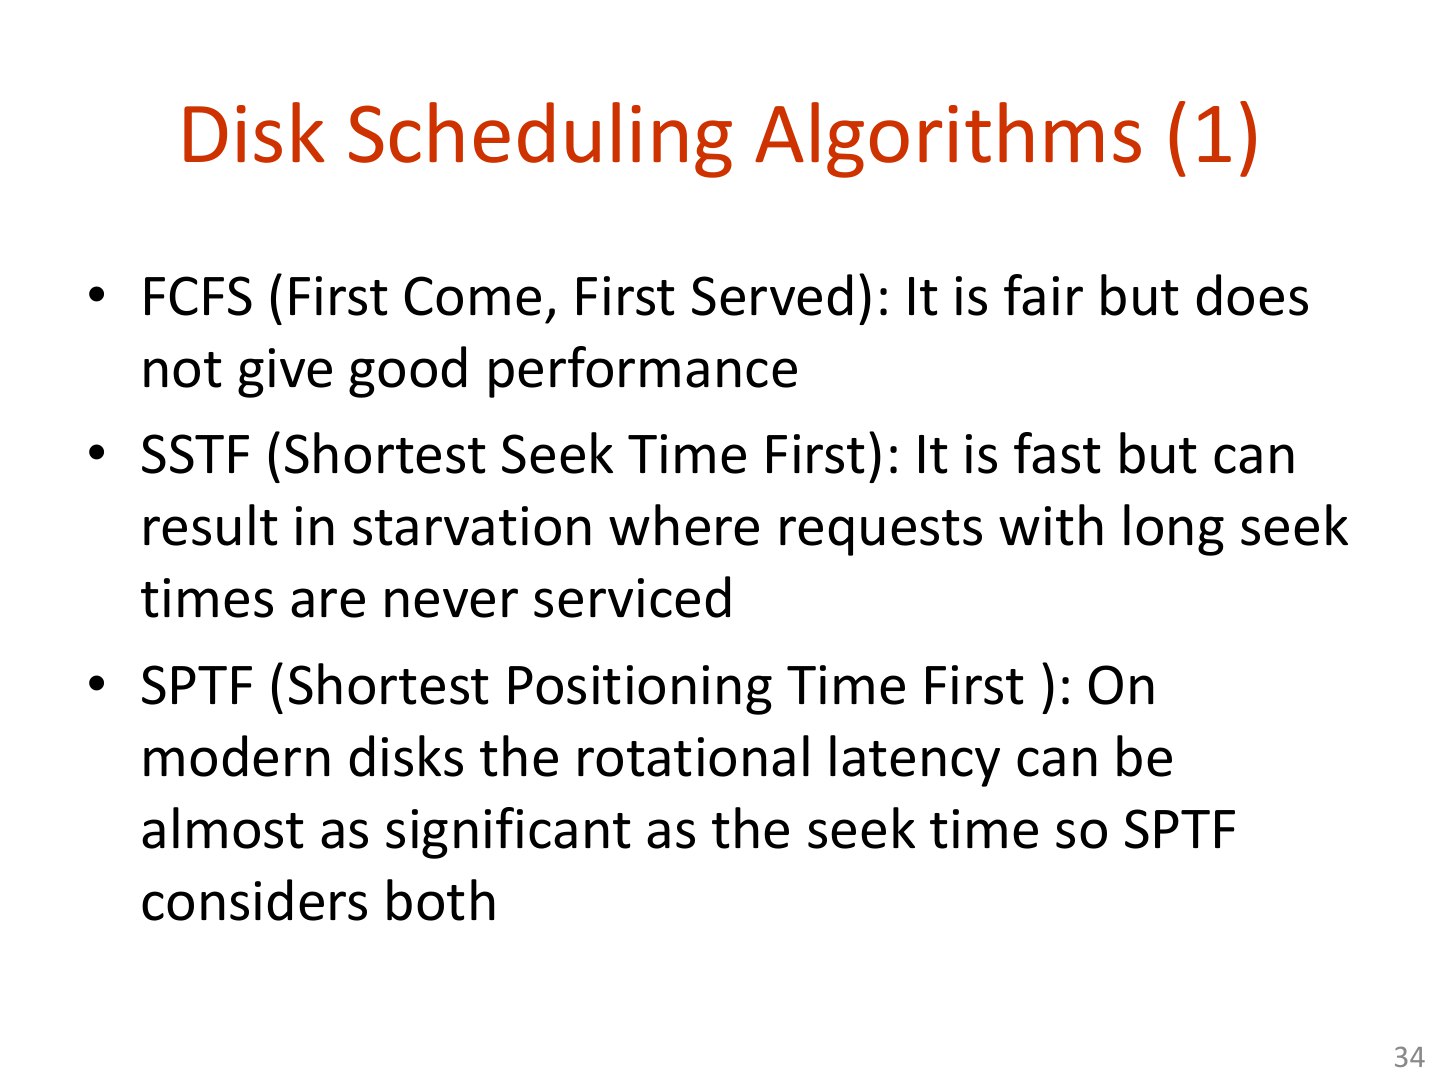 Disk Scheduling Algorithms (1)
• FCFS (First Come, First Served): It is fair but does
not give good performance
• SSTF (Shortest Seek Time First): It is fast but can
result in starvation where requests with long seek
times are never serviced
• SPTF (Shortest Positioning Time First ): On
modern disks the rotational latency can be
almost as significant as the seek time so SPTF
considers both
34